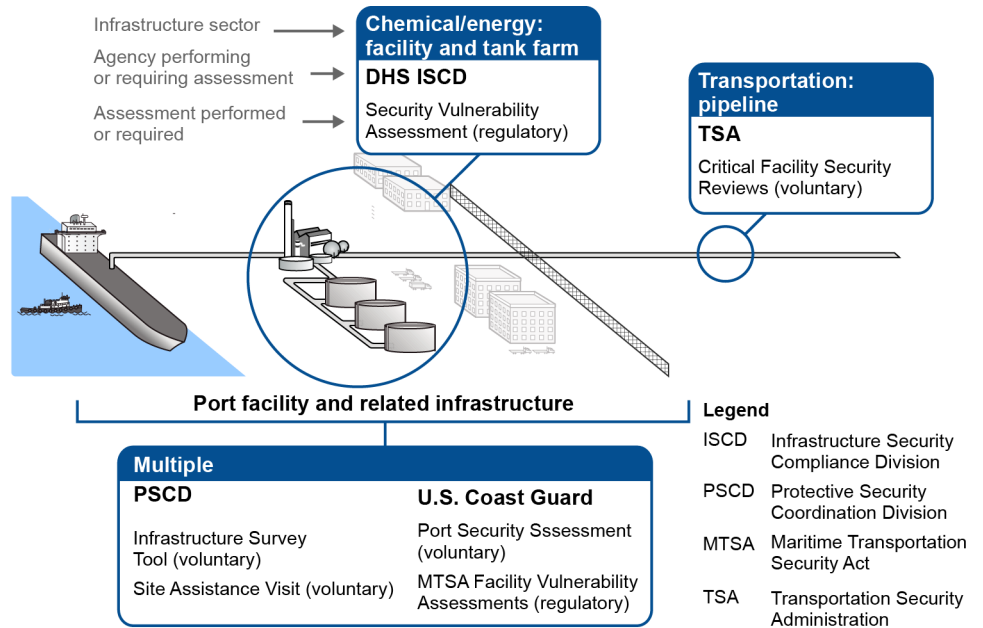 Infrastructure sector
Agency performing
or requiring assessment
Assessment performed
or required
Chemical/energy:
facility and tank farm
DHS ISCD
Security Vulnerability
Assessment (regulatory)
Transportation:
pipeline
TSA
Critical Facility Security
Reviews (voluntary)
Port facility and related infrastructure
Multiple
PSCD
Infrastructure Survey
Tool (voluntary)
Site Assistance Visit (voluntary)
U.S. Coast Guard
Port Security Sssessment
(voluntary)
MTSA Facility Vulnerability
Assessments (regulatory)
Legend
ISCD Infrastructure Security
Compliance Division
PSCD Protective Security
Coordination Division
MTSA Maritime Transportation
Security Act
TSA Transportation Security
Administration